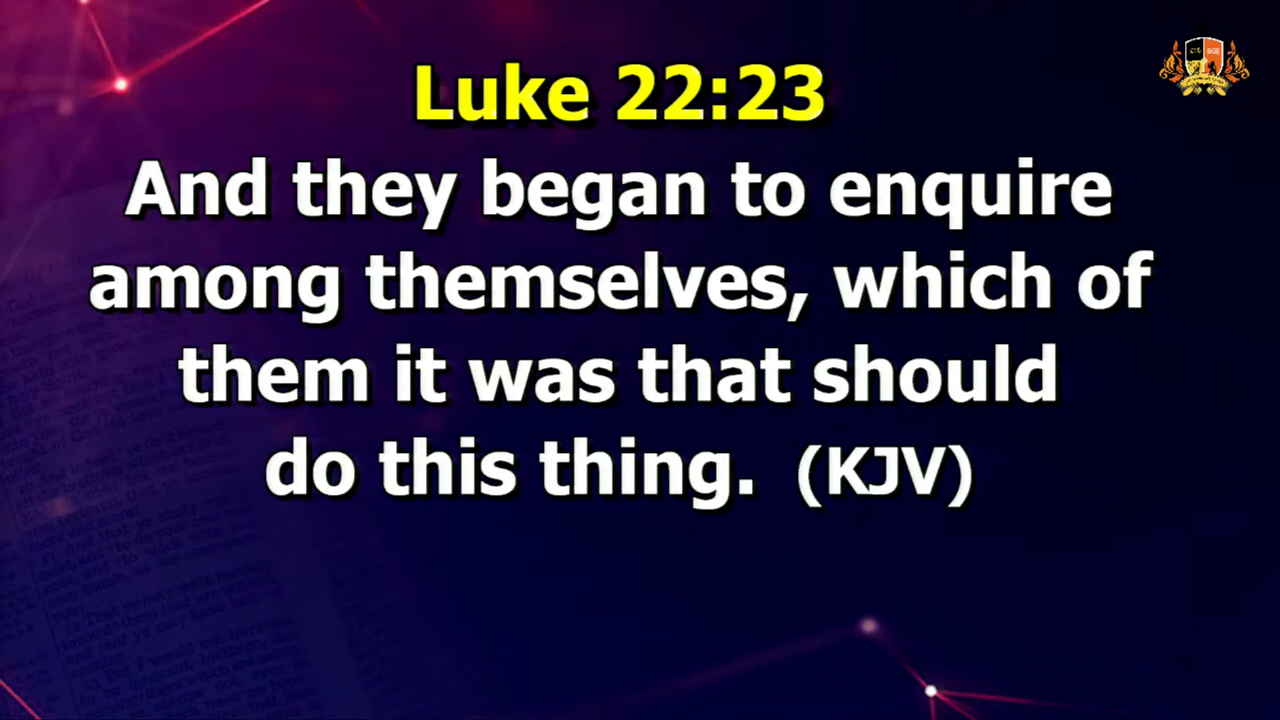 Luke 22:23
And they began to enquire
among themselves, which of
them it was that should
do this thing. (KJV)